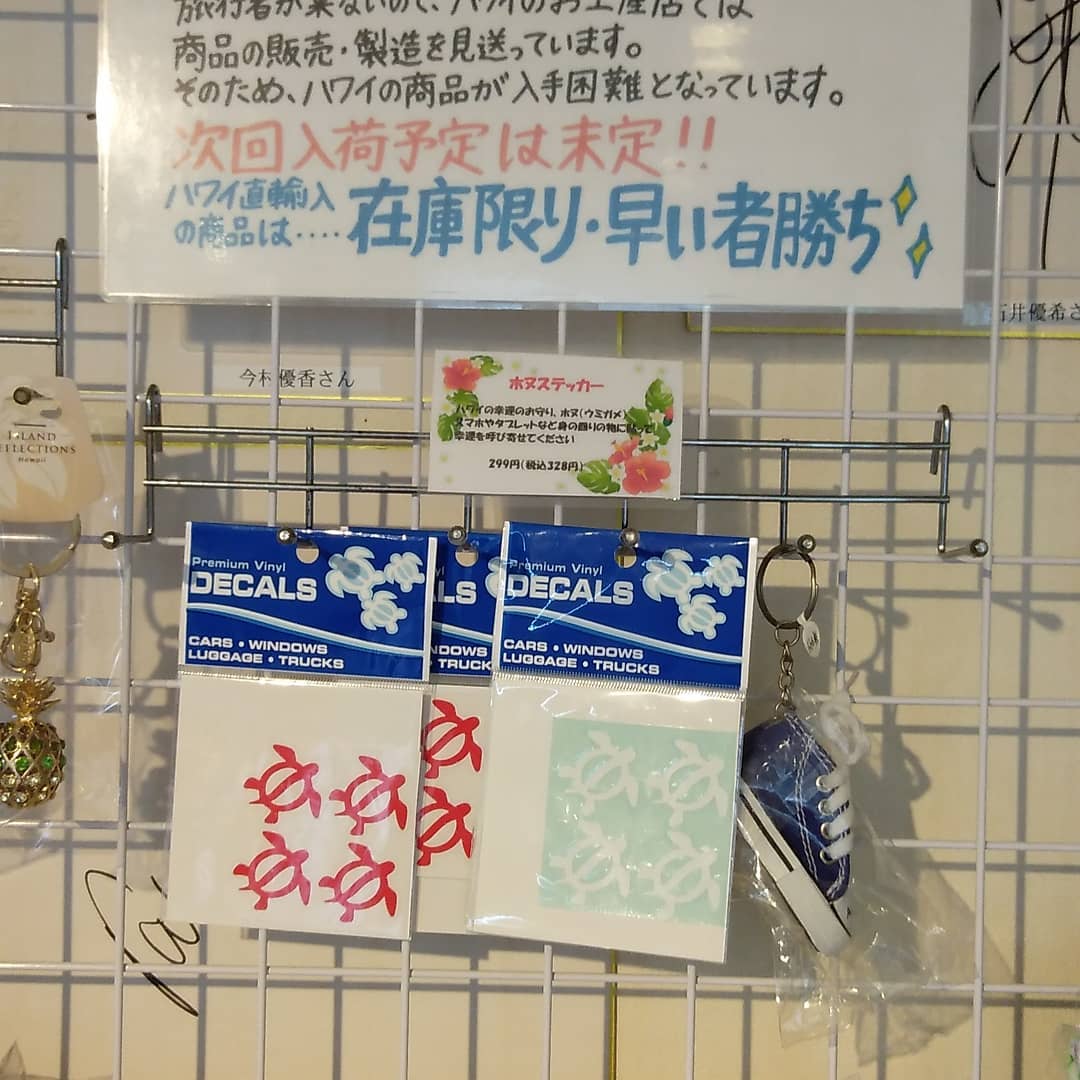 旅行者が来ないので、ハワイのお土産店では
商品の販売・製造を見送っています。
そのため、ハワイの商品が入手困難となっています。
次回入荷予定は未定!!
ハワイ直輸入
の商品は‥‥
在庫限り・早い者勝ち
石井優希さ
今村優香さん
ホヌステッカー
ハワイの幸運のお守り、ホヌ(ウミガメ)
スマホやタブレットなど身の回りの物に貼って
幸運を呼び寄せてください
299円(税込328円)
ISLAND
REFLECTIONS
Hawaii
Premium Vinyl
DECALS
CARS • WINDOWS
LUGGAGE • TRUCKS
LS
NDOWS
TRUCK
Premium Vinyl
DECALS
CARS • WINDOWS
LUGGAGE • TRUCKS